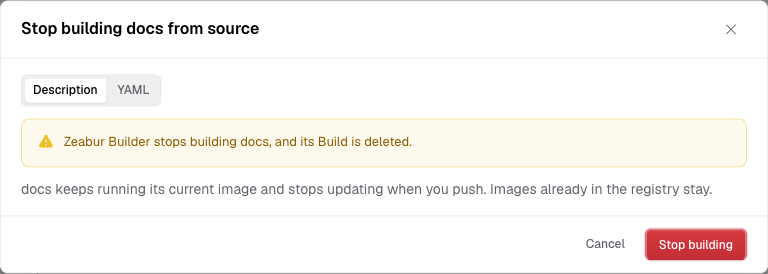 Stop building docs from source
Description
YAML
Zeabur Builder stops building docs, and its Build is deleted.
docs keeps running its current image and stops updating when you push. Images already in the registry stay.
Cancel
Stop building